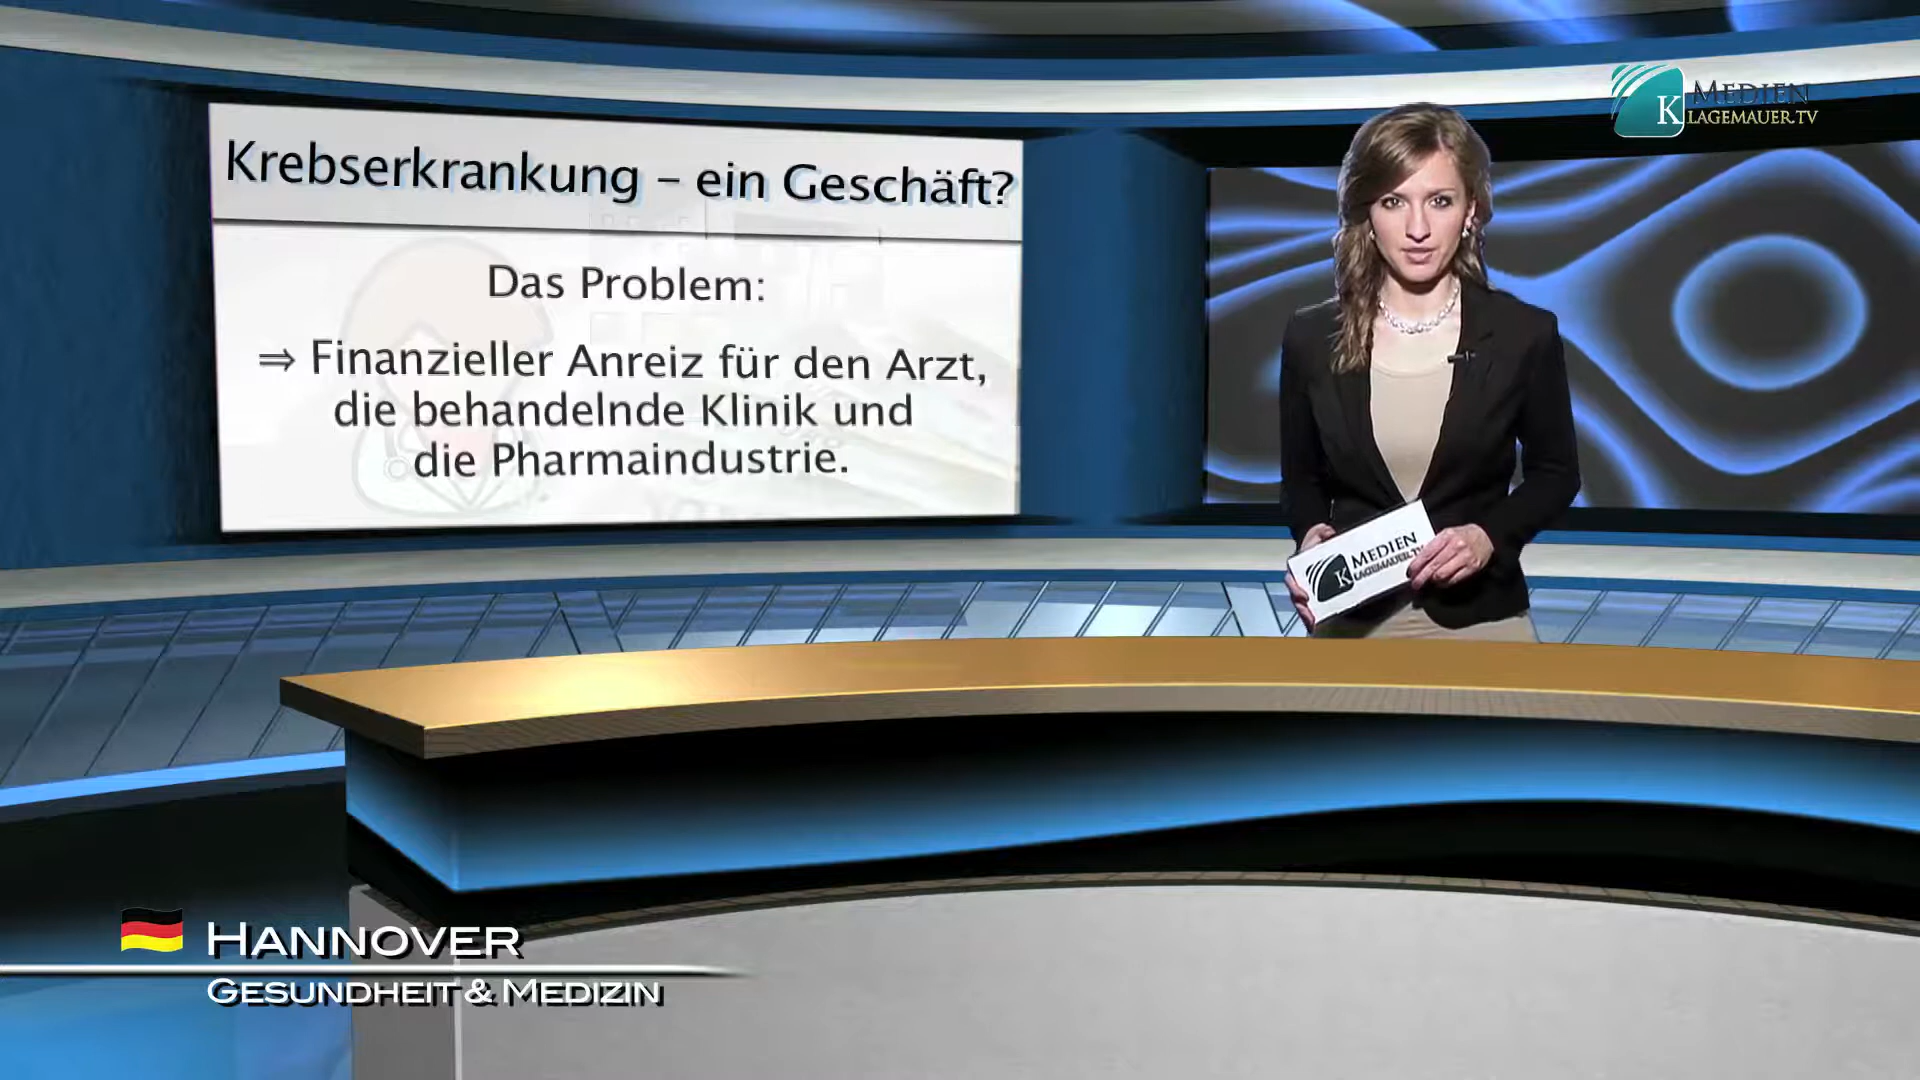 Krebserkrankung – ein Geschäft?
Das Problem:
⇒ Finanzieller Anreiz für den Arzt,
die behandelnde Klinik und
die Pharmaindustrie.
MEDIEN
KLAGEMAUER.TV
MEDIEN
KLAGEMAUER.TV
HANNOVER
GESUNDHEIT & MEDIZIN